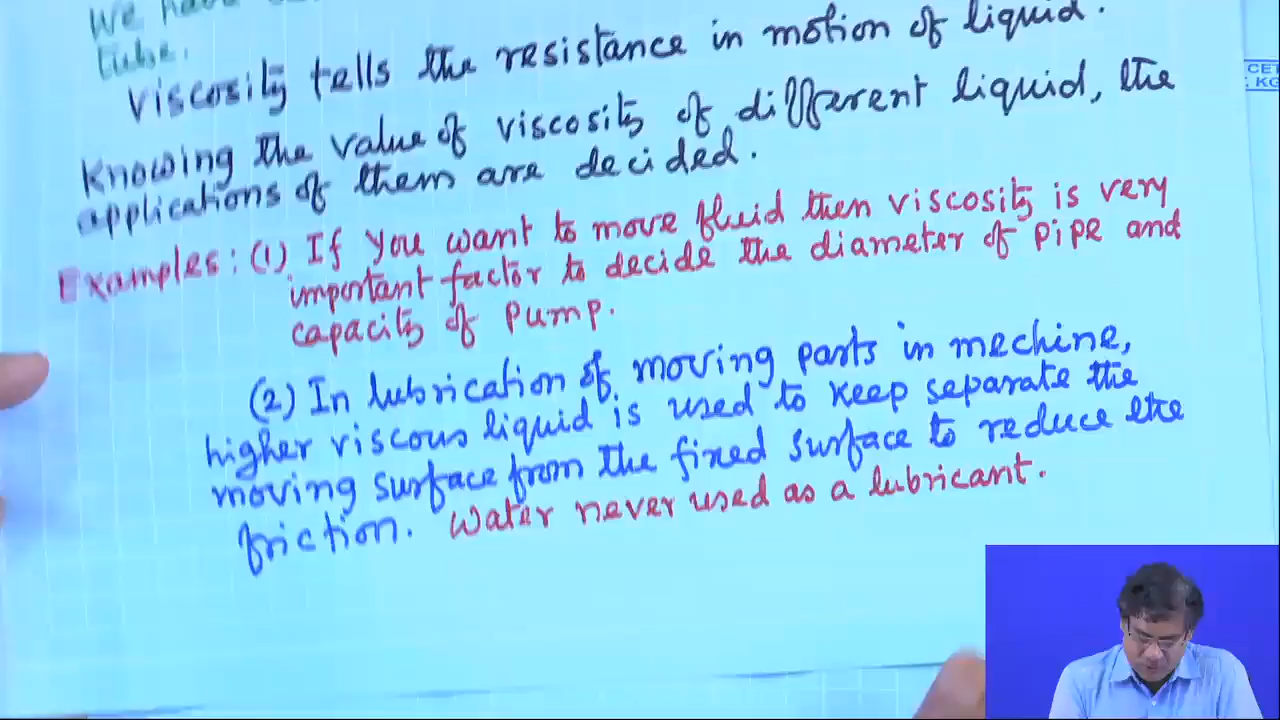 We have
tube.
Viscosity tells the resistance in motion of liquid.
Knowing the value of viscosity of different liquid, the
applications of them are decided.
Examples: (1) If you want to move fluid then viscosity is very
important factor to decide the diameter of pipe and
capacity of pump.
(2) In lubrication of moving parts in mechine,
higher viscous liquid is used to keep separate the
moving surface from the fixed surface to reduce the
friction. Water never used as a lubricant.
CET
KG